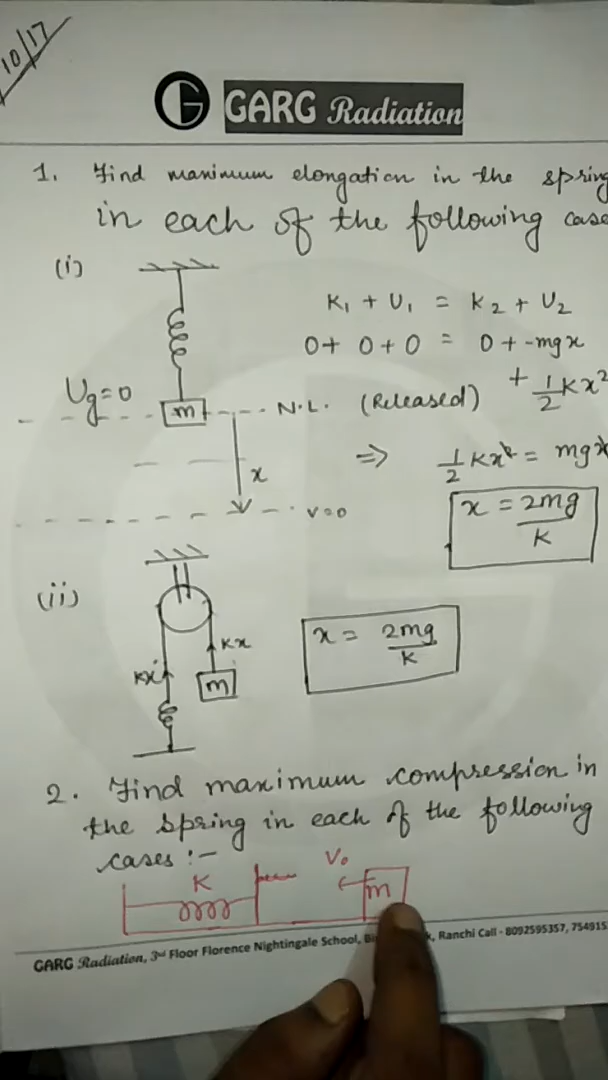 10/17
G GARG Radiation
1. Find maximum elongation in the spring
in each of the following case
(i)
K₁ + U₁ = K₂ + U₂
0 + 0 + 0 = 0 + -mgx
Ug=0 m N.L. (Released) + 1/2 Kx²
x
⇒ 1/2 Kx² = mgx
v=0
x = 2mg/K
(ii)
x = 2mg/K
Kx Kx
m
2. Find maximum compression in
the spring in each of the following
cases :-
K V₀ m
GARG Radiation, 3rd Floor Florence Nightingale School, Ranchi Call - 8092595357, 754915